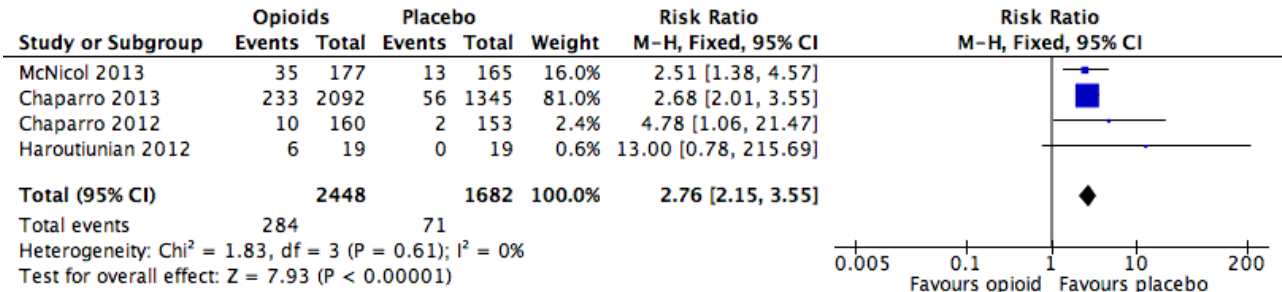 Opioids Placebo Risk Ratio Risk Ratio
Study or Subgroup Events Total Events Total Weight M-H, Fixed, 95% CI M-H, Fixed, 95% CI
McNicol 2013 35 177 13 165 16.0% 2.51 [1.38, 4.57]
Chaparro 2013 233 2092 56 1345 81.0% 2.68 [2.01, 3.55]
Chaparro 2012 10 160 2 153 2.4% 4.78 [1.06, 21.47]
Haroutiunian 2012 6 19 0 19 0.6% 13.00 [0.78, 215.69]
Total (95% CI) 2448 1682 100.0% 2.76 [2.15, 3.55]
Total events 284 71
Heterogeneity: Chi² = 1.83, df = 3 (P = 0.61); I² = 0%
Test for overall effect: Z = 7.93 (P < 0.00001)
0.005 0.1 1 10 200
Favours opioid Favours placebo